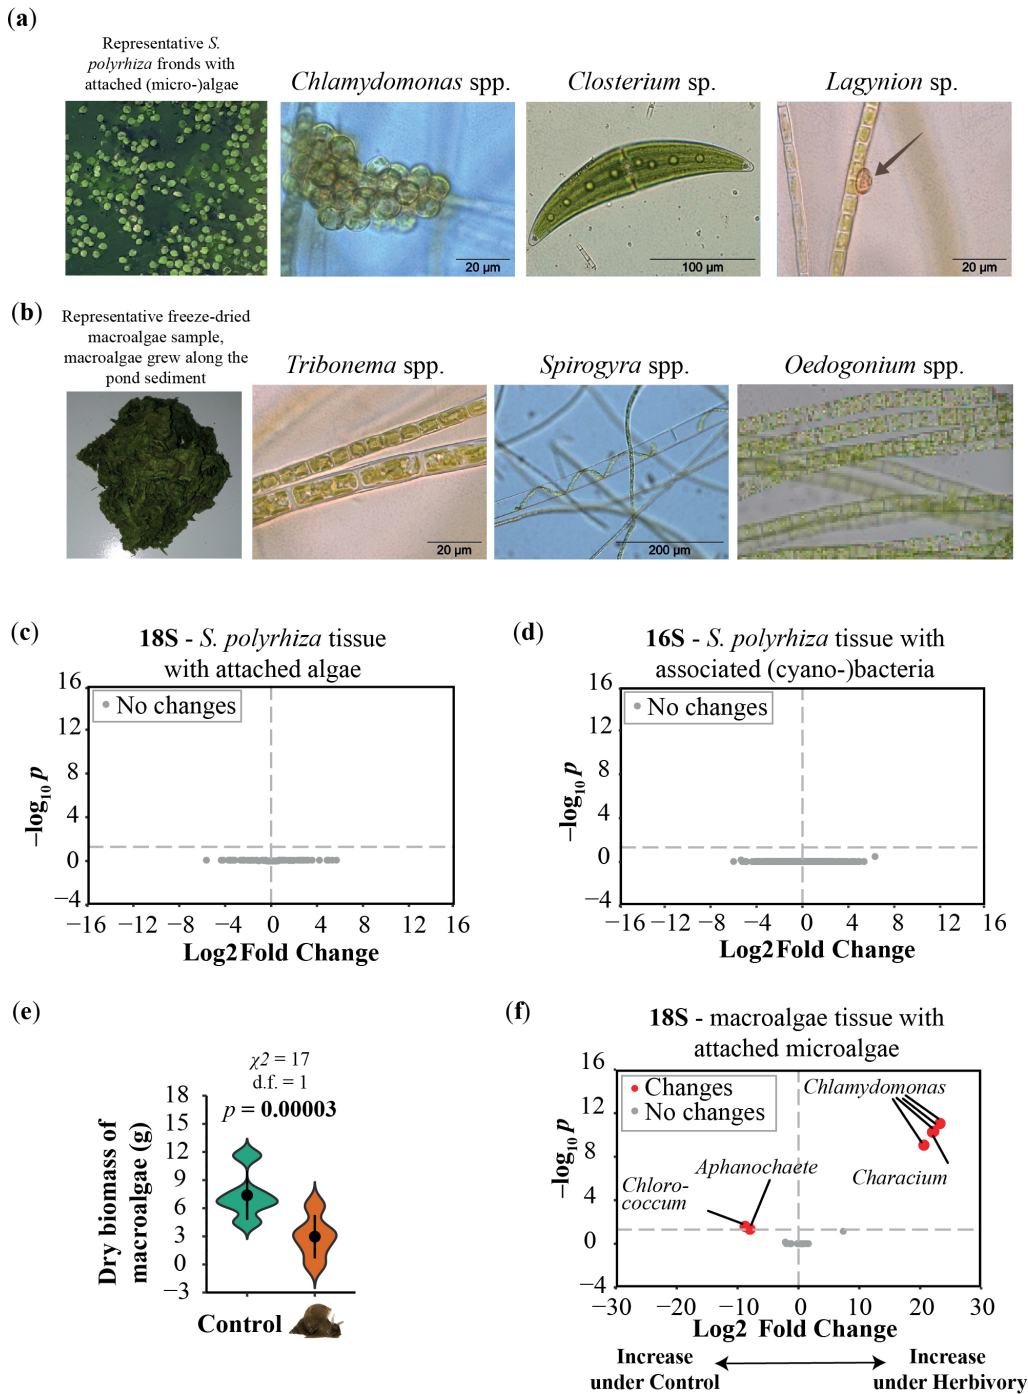 (a)
Representative S.
polyrhiza fronds with
attached (micro-)algae
Chlamydomonas spp.
Closterium sp.
Lagynion sp.
20 µm
100 µm
20 µm
(b)
Representative freeze-dried
macroalgae sample,
macroalgae grew along the
pond sediment
Tribonema spp.
Spirogyra spp.
Oedogonium spp.
20 µm
200 µm
(c)
18S - S. polyrhiza tissue
with attached algae
16
12
8
4
0
−4
−log10 p
No changes
−16 −12 −8 −4 0 4 8 12 16
Log2Fold Change
(d)
16S - S. polyrhiza tissue with
associated (cyano-)bacteria
16
12
8
4
0
−4
−log10 p
No changes
−16 −12 −8 −4 0 4 8 12 16
Log2Fold Change
(e)
χ2 = 17
d.f. = 1
p = 0.00003
18
15
12
9
6
3
0
−3
Dry biomass of
macroalgae (g)
Control
(f)
18S - macroalgae tissue with
attached microalgae
16
12
8
4
0
−4
−log10 p
Changes
No changes
Chlamydomonas
Characium
Aphanochaete
Chloro-
coccum
−30 −20 −10 0 10 20 30
Log2 Fold Change
Increase
under Control
Increase
under Herbivory